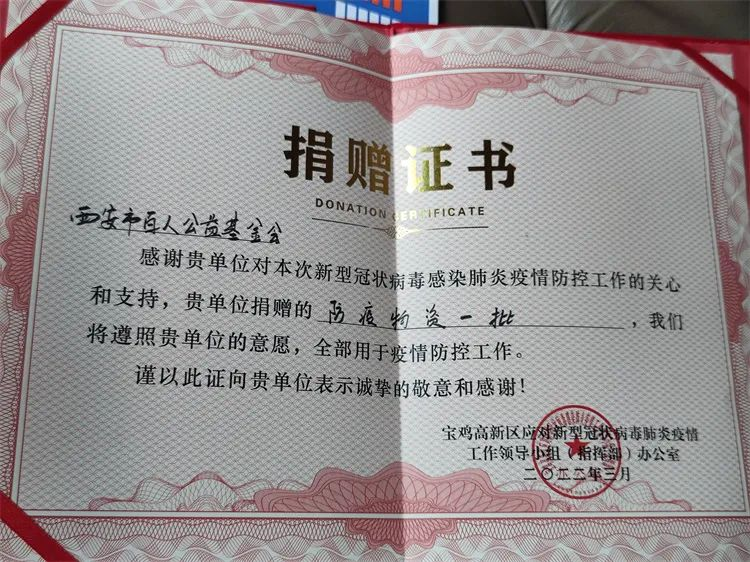 捐赠证书
DONATION CERTIFICATE
西安市百人公益基金会
感谢贵单位对本次新型冠状病毒感染肺炎疫情防控工作的关心
和支持，贵单位捐赠的 防疫物资一批 ，我们
将遵照贵单位的意愿，全部用于疫情防控工作。
谨以此证向贵单位表示诚挚的敬意和感谢！
宝鸡高新区应对新型冠状病毒肺炎疫情
工作领导小组（指挥部）办公室
二〇二二年三月